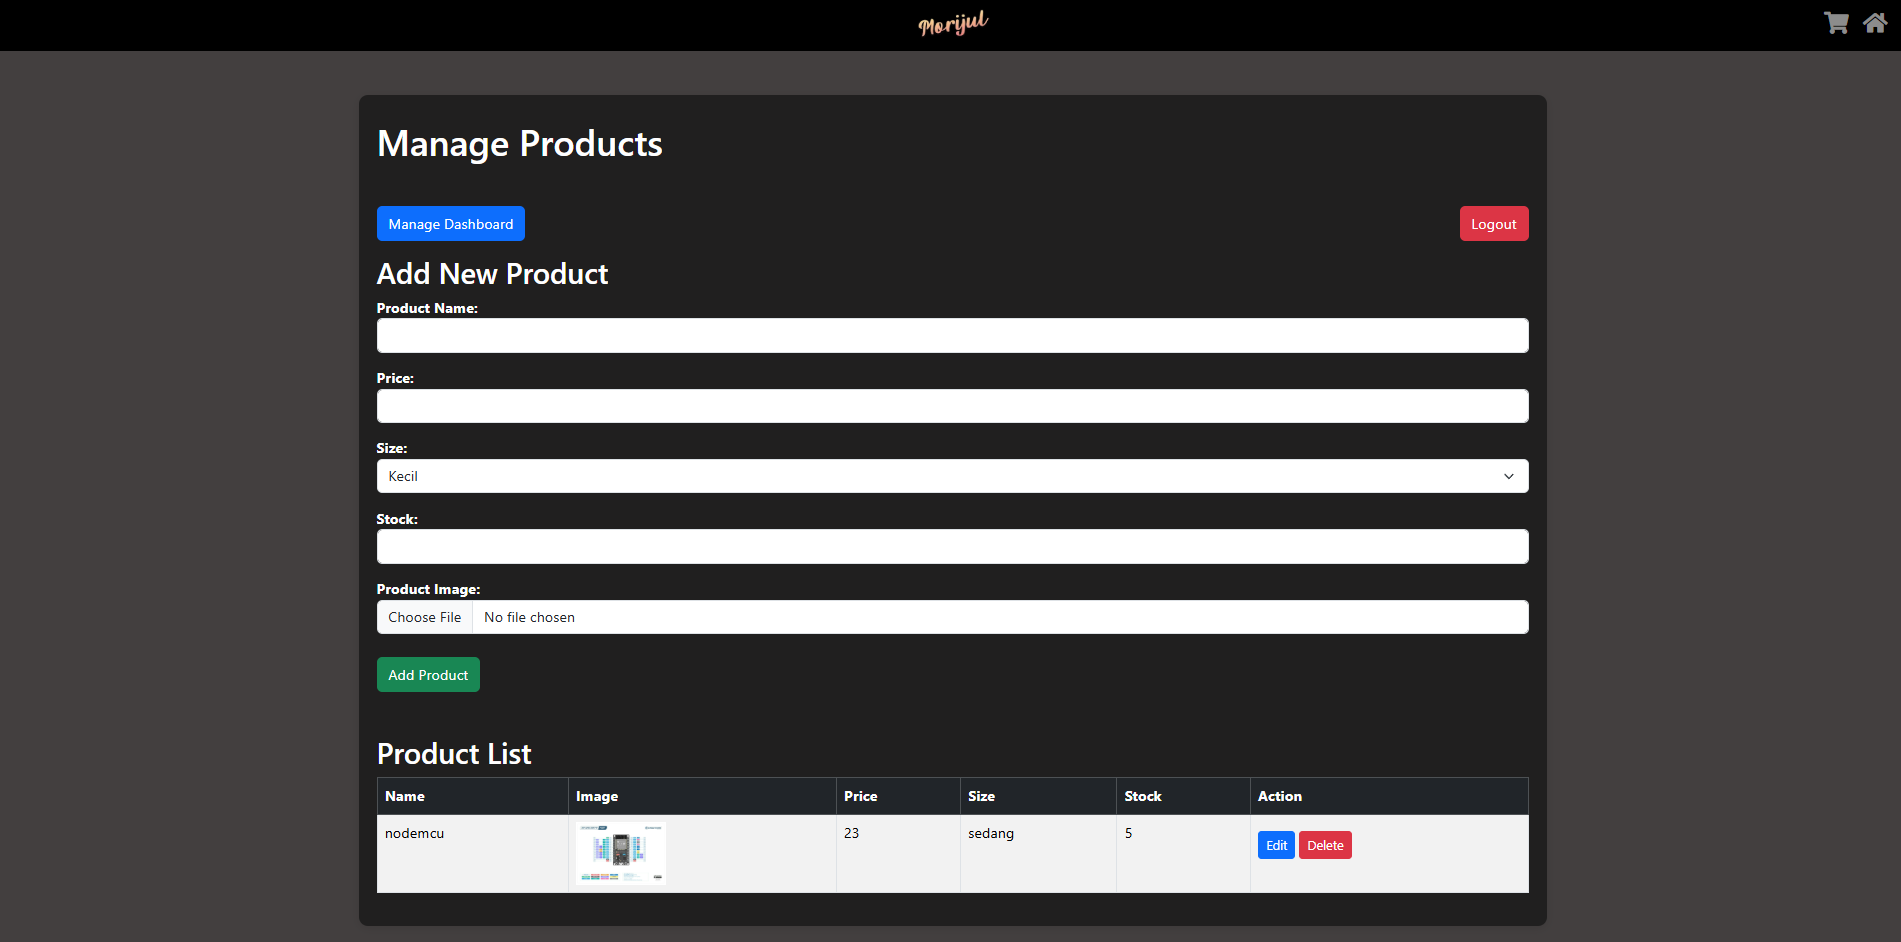 Morijul
Manage Products
Manage Dashboard
Logout
Add New Product
Product Name:
Price:
Size:
Kecil
Stock:
Product Image:
Choose File No file chosen
Add Product
Product List
Name Image Price Size Stock Action
nodemcu 23 sedang 5 Edit Delete